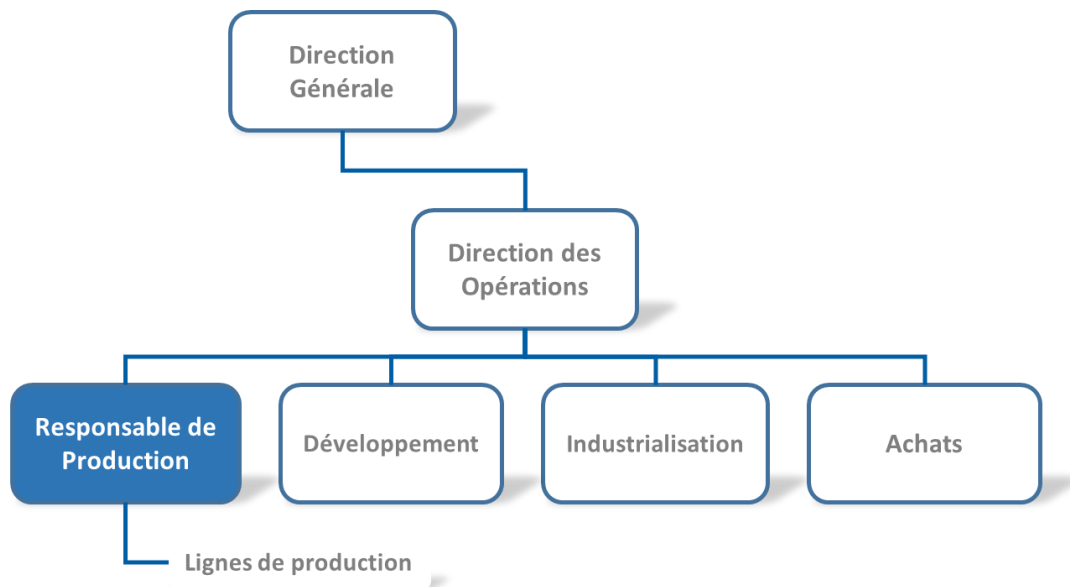 Direction
Générale
Direction des
Opérations
Responsable de
Production
Développement
Industrialisation
Achats
Lignes de production